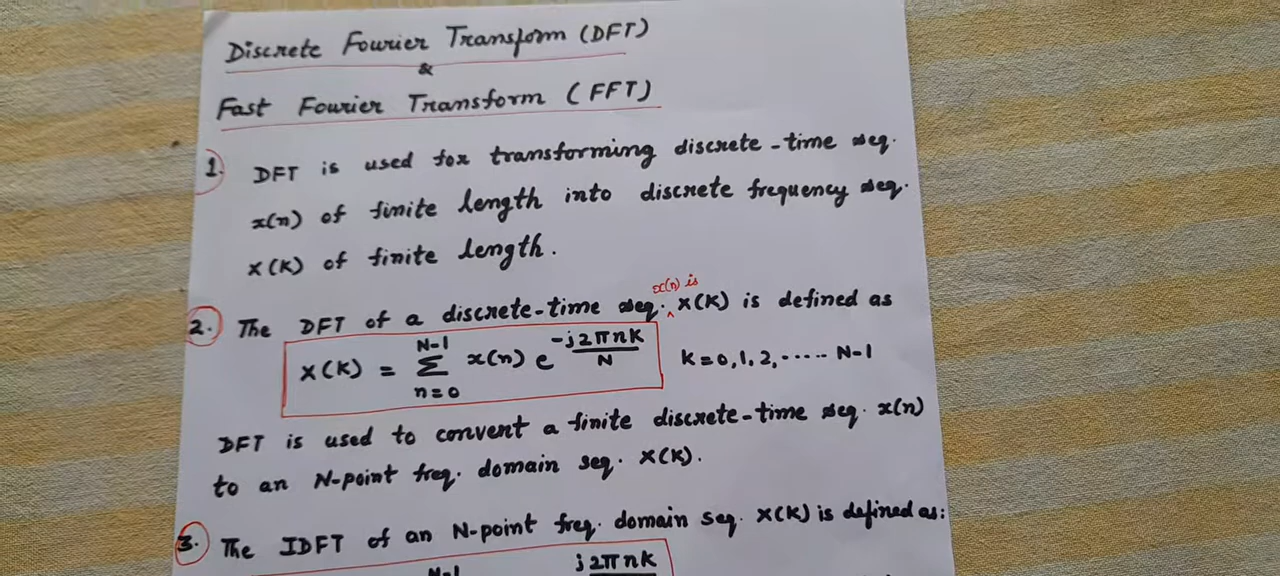 Discrete Fourier Transform (DFT)
&
Fast Fourier Transform (FFT)
1. DFT is used for transforming discrete-time seq.
x(n) of finite length into discrete frequency seq.
X(K) of finite length.
x(n) is
2. The DFT of a discrete-time seq. ^ X(K) is defined as
X(K) = N-1 Σ n=0 x(n) e -j2πnK/N K=0,1,2,..... N-1
DFT is used to convert a finite discrete-time seq. x(n)
to an N-point freq. domain seq. X(K).
3. The IDFT of an N-point freq. domain seq. X(K) is defined as:
N-1 j2πnK